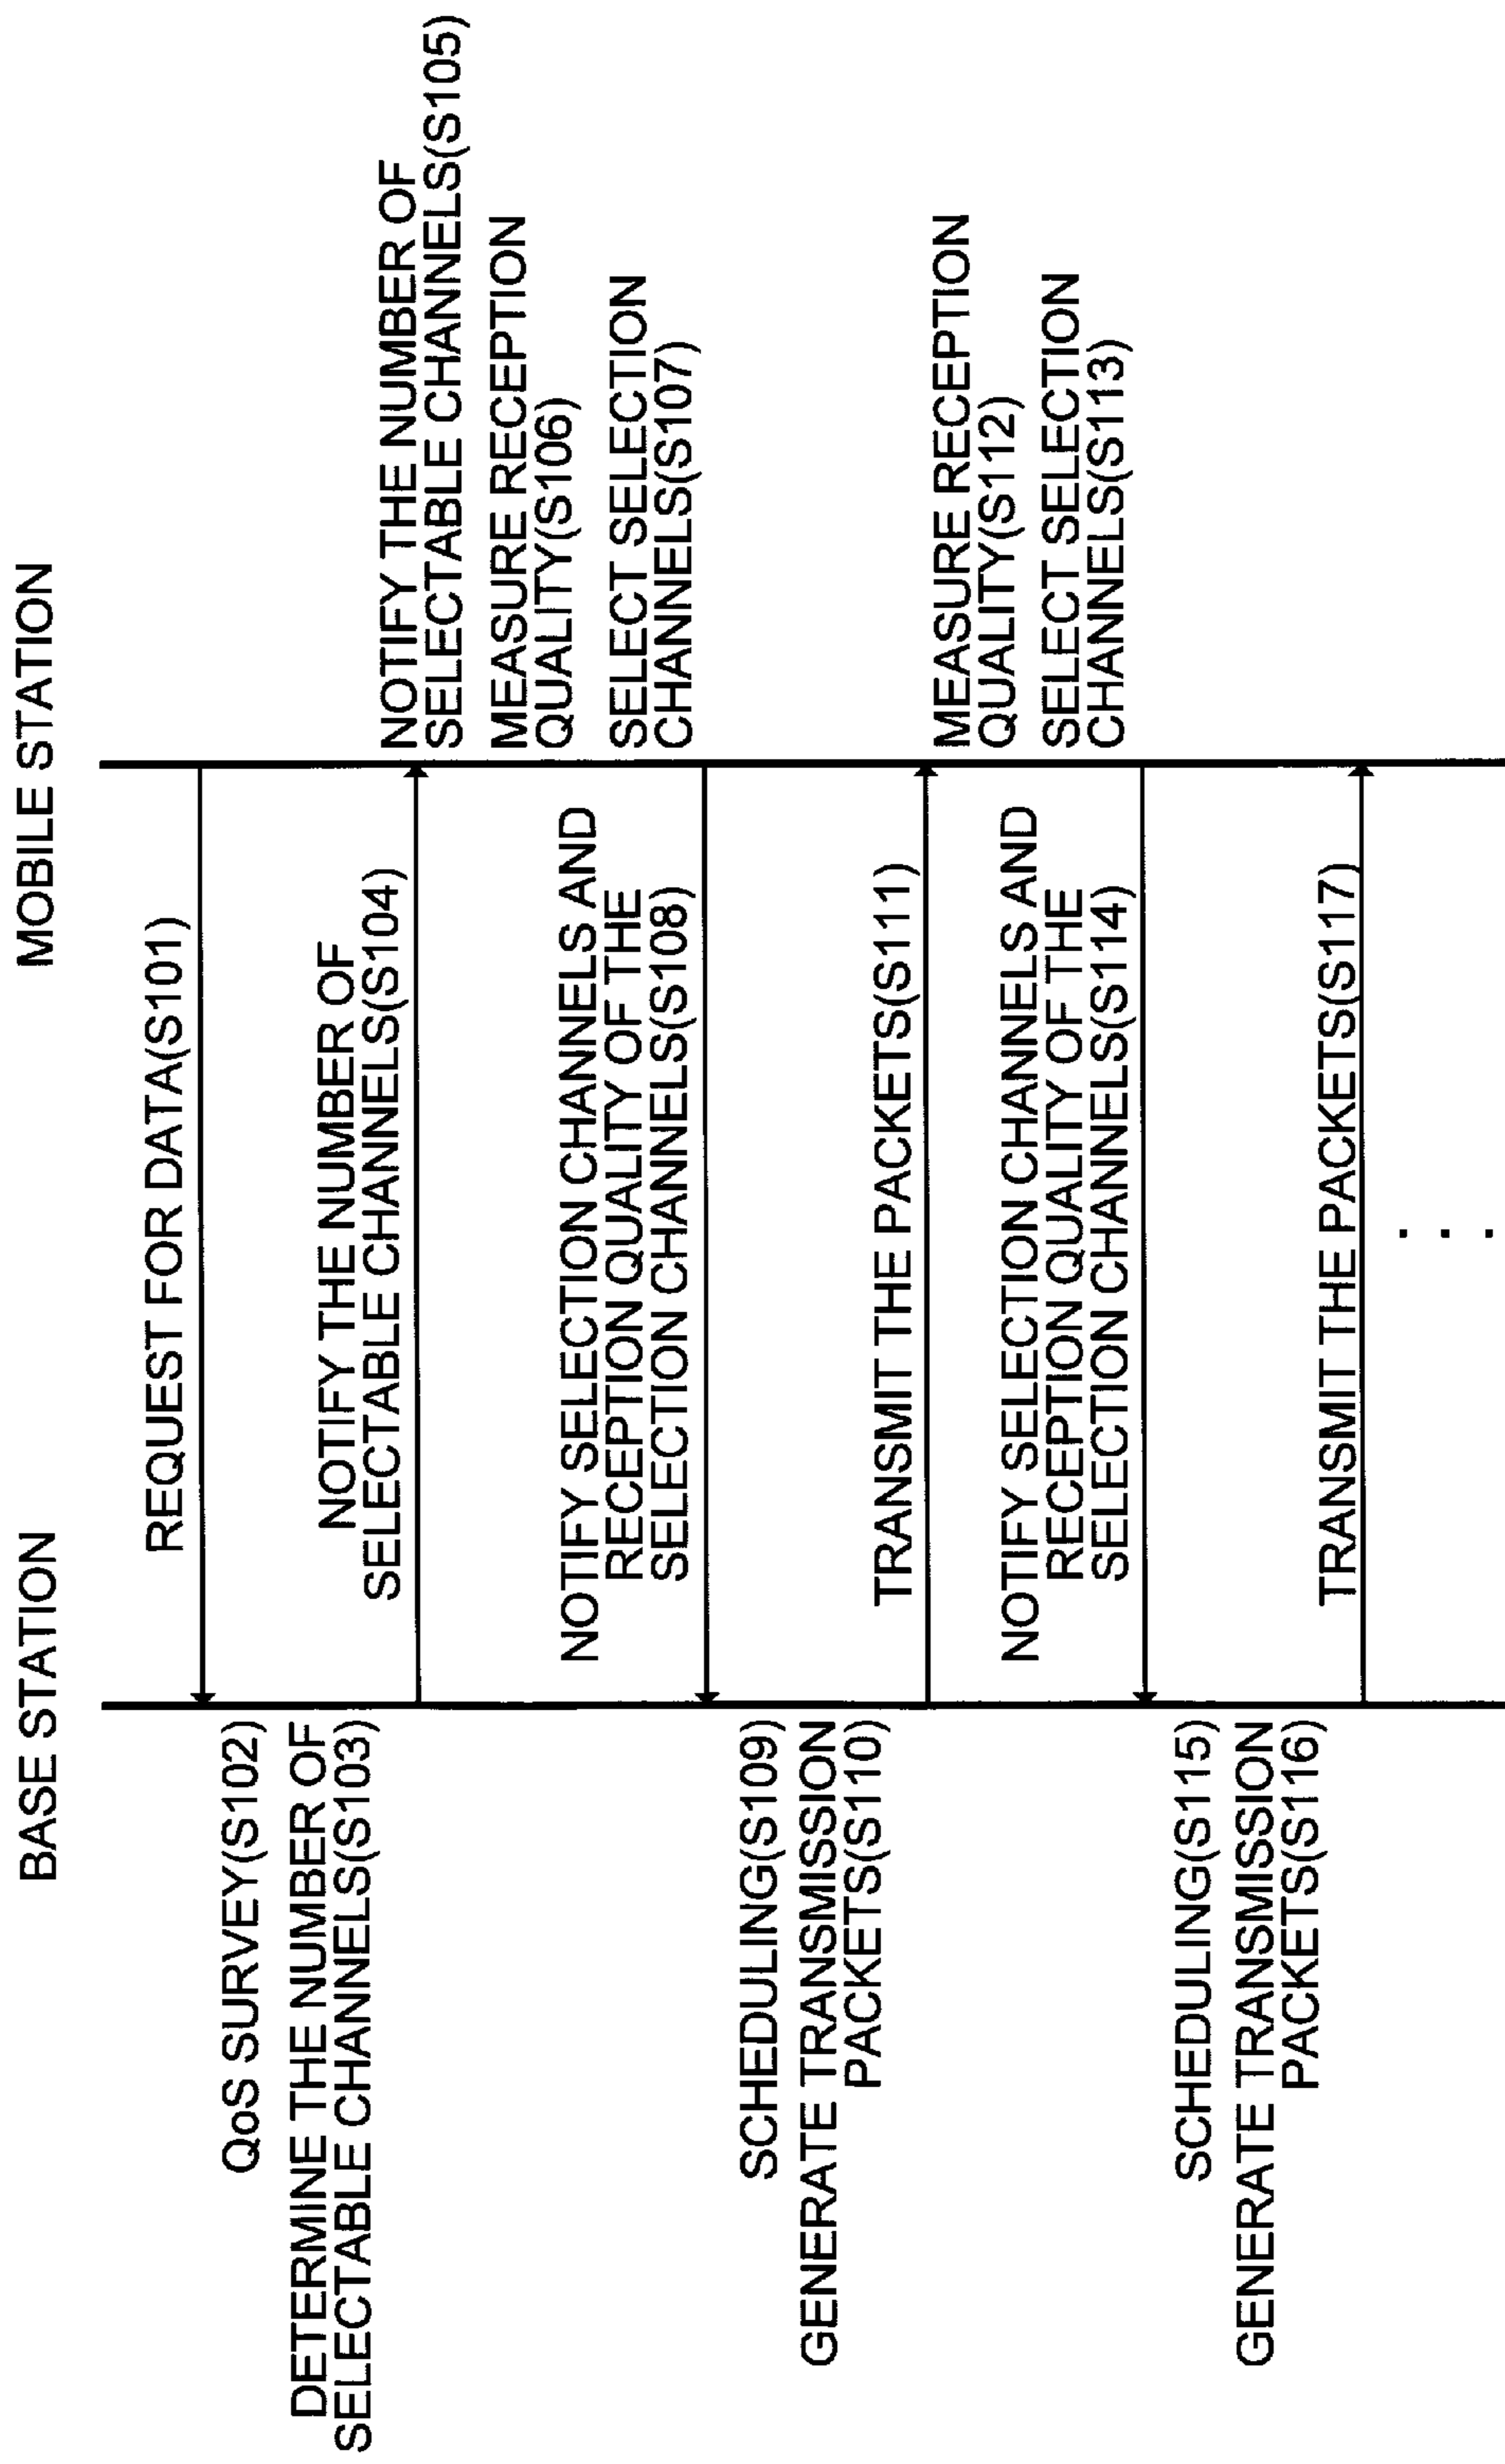 BASE STATION
MOBILE STATION
REQUEST FOR DATA(S101)
QoS SURVEY(S102)
DETERMINE THE NUMBER OF
SELECTABLE CHANNELS(S103)
NOTIFY THE NUMBER OF
SELECTABLE CHANNELS(S104)
NOTIFY THE NUMBER OF
SELECTABLE CHANNELS(S105)
MEASURE RECEPTION
QUALITY(S106)
SELECT SELECTION
CHANNELS(S107)
NOTIFY SELECTION CHANNELS AND
RECEPTION QUALITY OF THE
SELECTION CHANNELS(S108)
SCHEDULING(S109)
GENERATE TRANSMISSION
PACKETS(S110)
TRANSMIT THE PACKETS(S111)
MEASURE RECEPTION
QUALITY(S112)
SELECT SELECTION
CHANNELS(S113)
NOTIFY SELECTION CHANNELS AND
RECEPTION QUALITY OF THE
SELECTION CHANNELS(S114)
SCHEDULING(S115)
GENERATE TRANSMISSION
PACKETS(S116)
TRANSMIT THE PACKETS(S117)
. . .